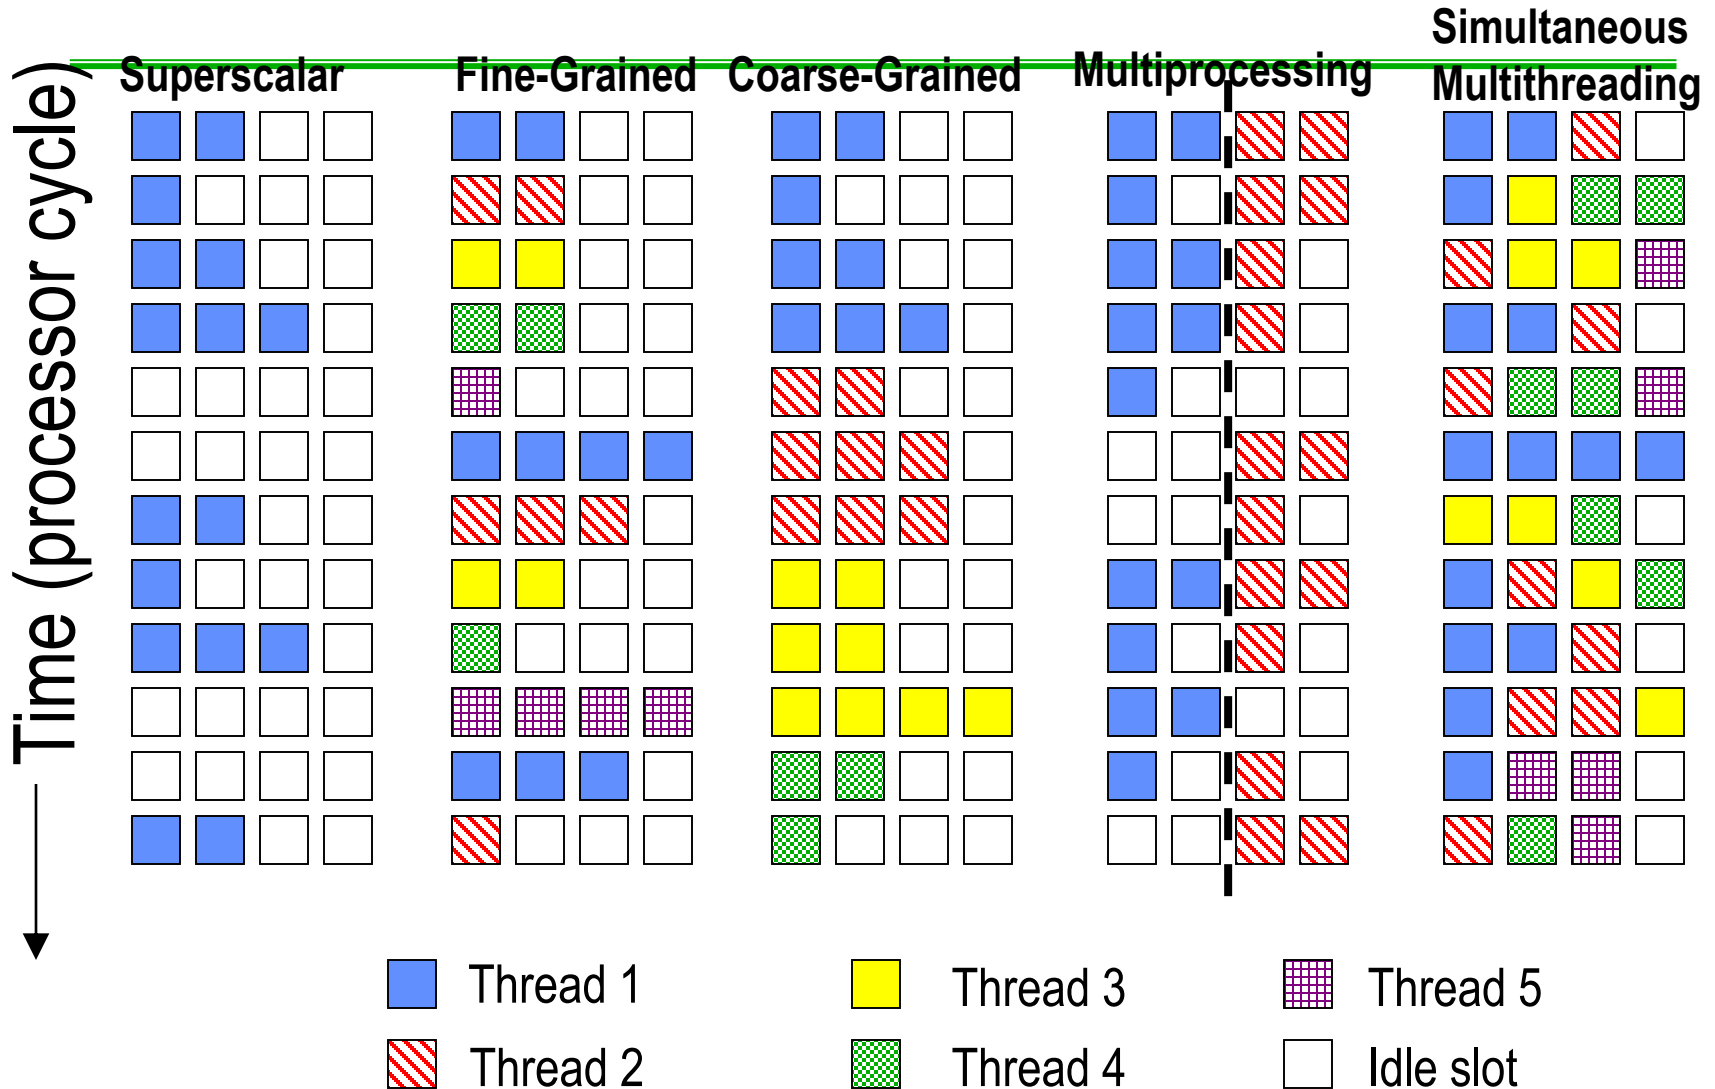 Simultaneous
Superscalar
Fine-Grained
Coarse-Grained
Multiprocessing
Multithreading
Time (processor cycle)
Thread 1
Thread 3
Thread 5
Thread 2
Thread 4
Idle slot